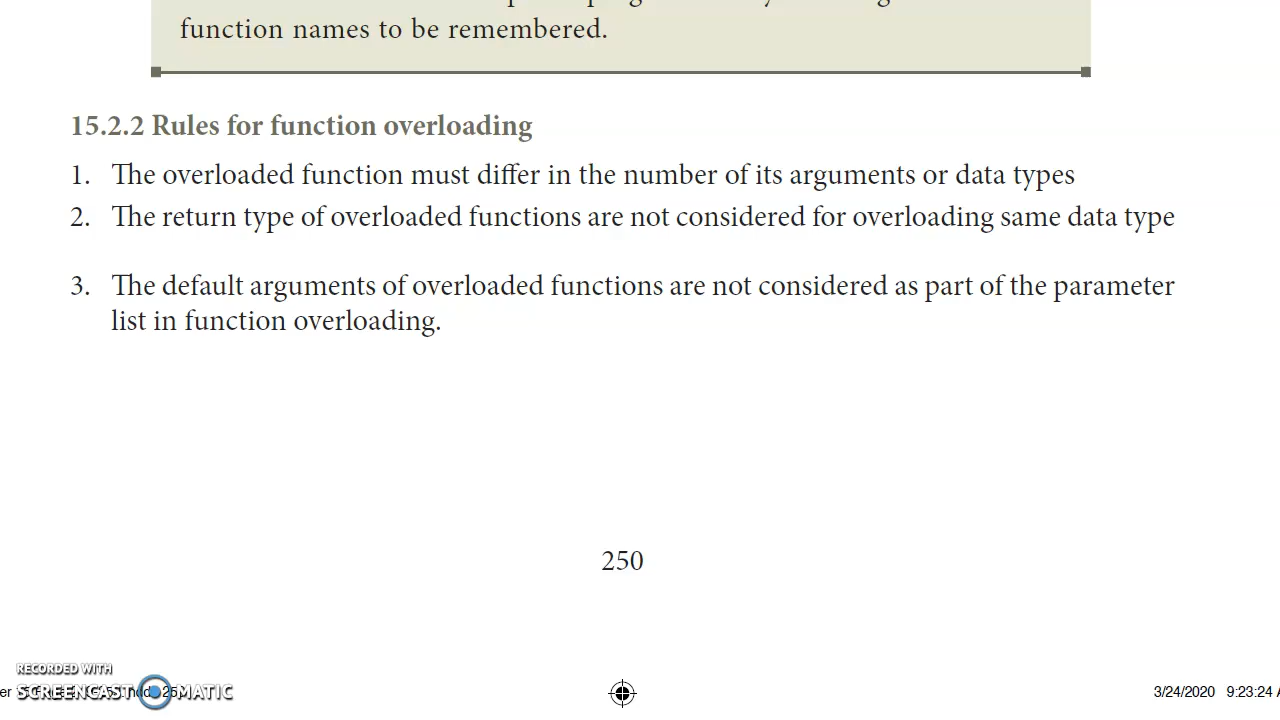 function names to be remembered.
15.2.2 Rules for function overloading
1. The overloaded function must differ in the number of its arguments or data types
2. The return type of overloaded functions are not considered for overloading same data type
3. The default arguments of overloaded functions are not considered as part of the parameter
list in function overloading.
250
RECORDED WITH
SCREENCAST MATIC
3/24/2020 9:23:24